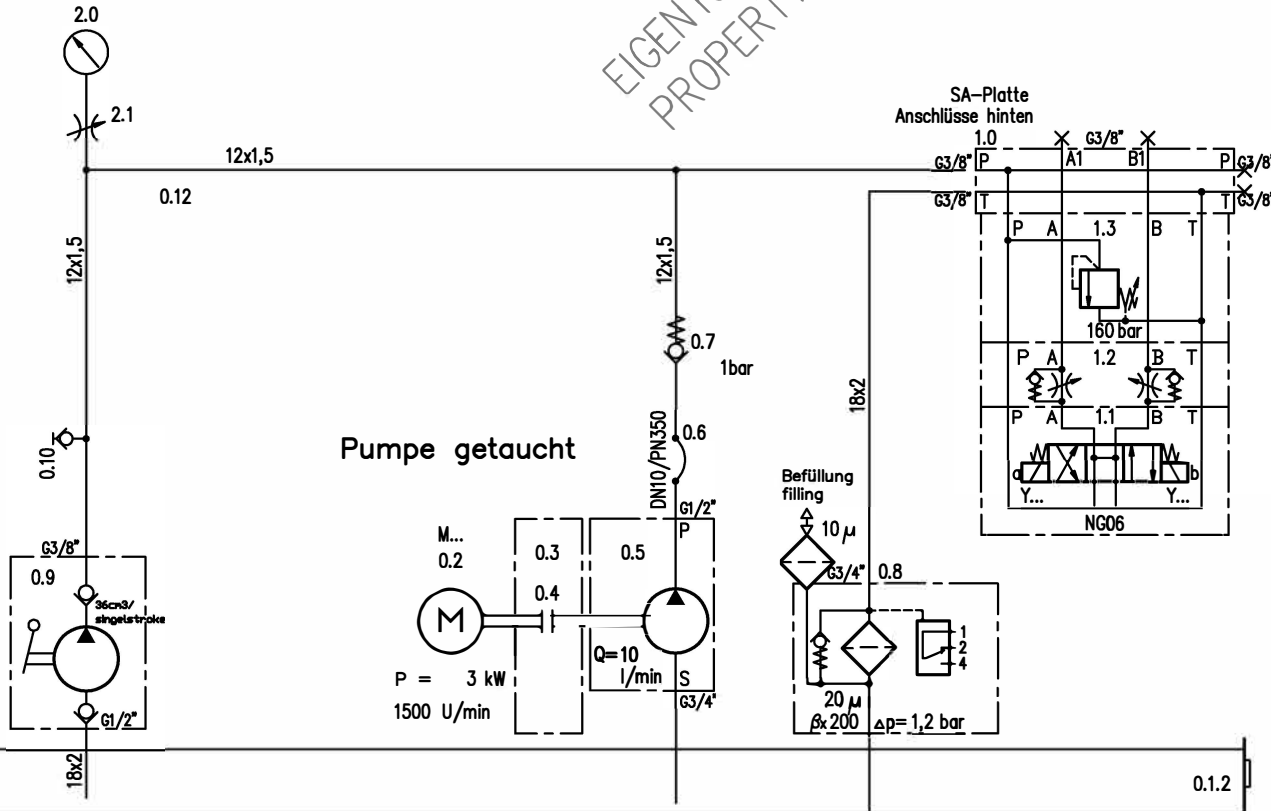 2.0
EIGENTU
PROPERT
2.1
SA-Platte
Anschlüsse hinten
1.0
G3/8"
12x1,5
G3/8"
P
A1
B1
P
G3/8"
0.12
G3/8"
T
T
G3/8"
P
A
1.3
B
T
12x1,5
12x1,5
160 bar
0.7
1bar
P
A
1.2
B
T
18x2
P
A
1.1
B
T
0.10
Pumpe getaucht
DN10/PN350
0.6
a
b
Y...
Y...
NG06
Befüllung
filling
10 µ
G1/2"
P
G3/8"
0.9
M...
0.2
0.3
0.5
G3/4"
0.8
0.4
36cm3/
singelstroke
M
1
2
4
Q=10
l/min
P = 3 kW
S
1500 U/min
G3/4"
20 µ
βx200
Δp=1,2 bar
G1/2"
18x2
0.1.2